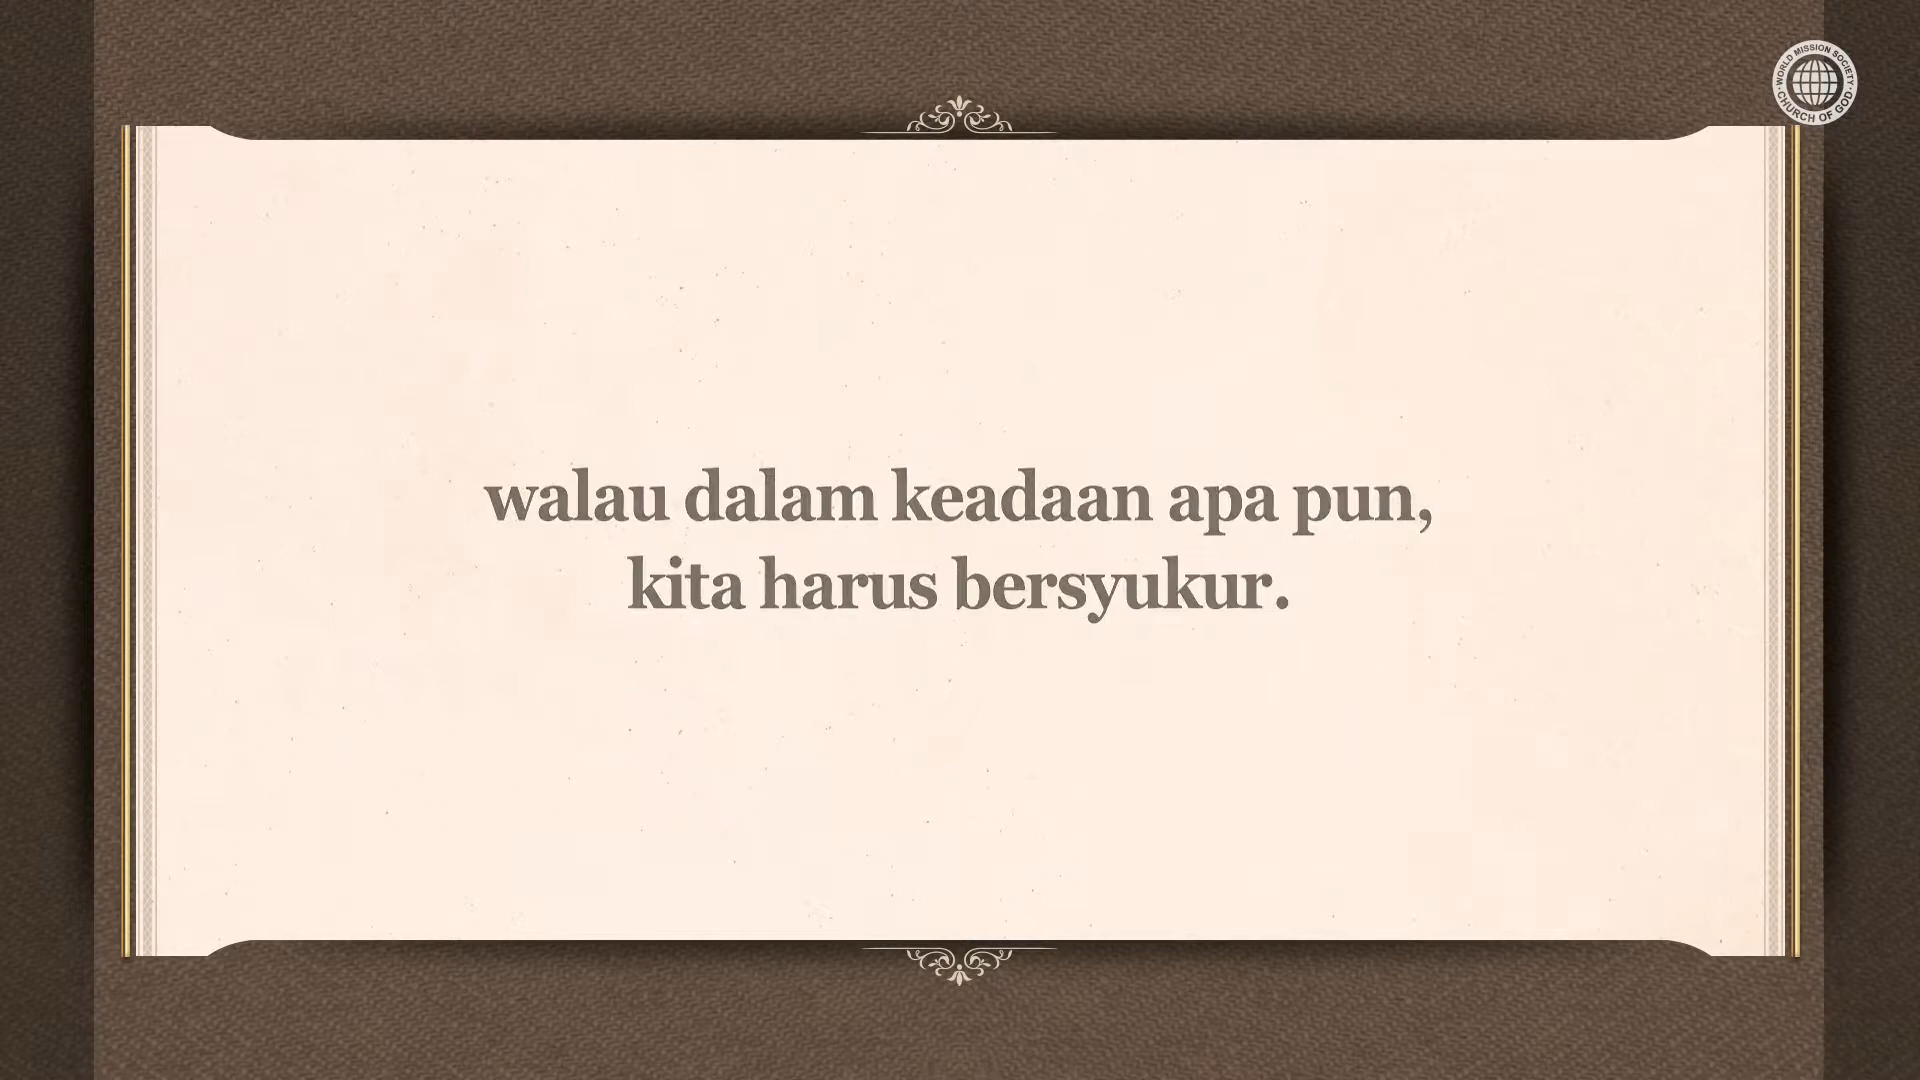 WORLD MISSION SOCIETY
CHURCH OF GOD
walau dalam keadaan apa pun,
kita harus bersyukur.